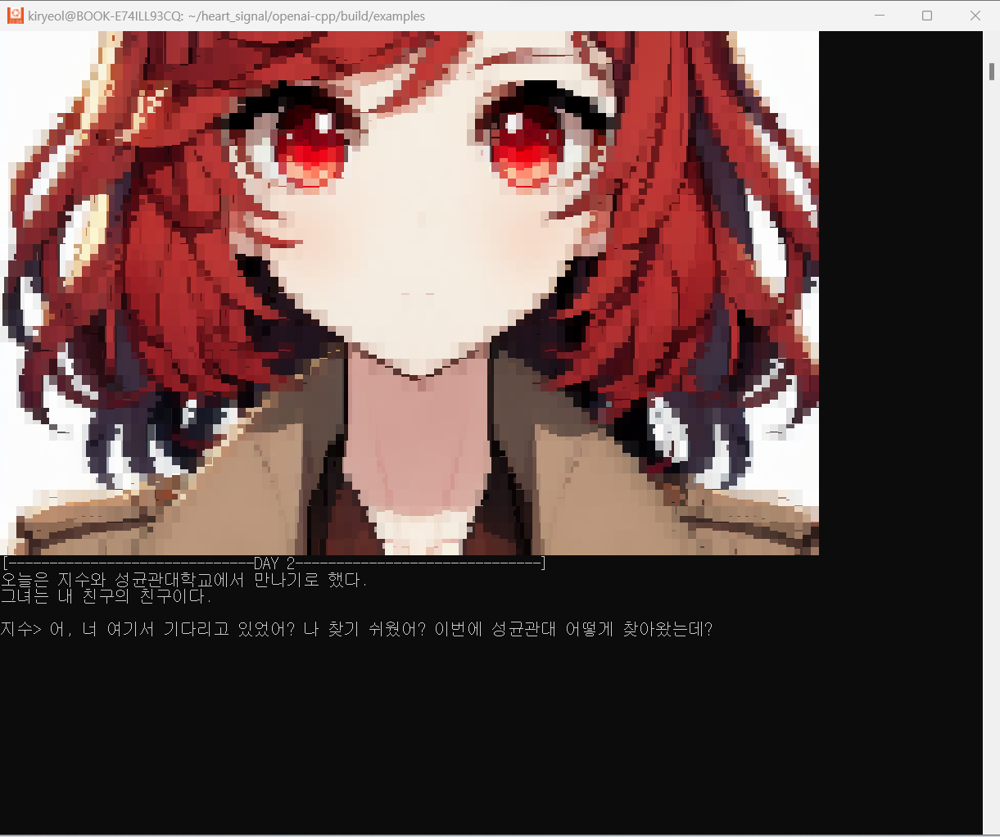 kiryeol@BOOK-E74ILL93CQ: ~/heart_signal/openai-cpp/build/examples
[------------------------------DAY 2------------------------------]
오늘은 지수와 성균관대학교에서 만나기로 했다.
그녀는 내 친구의 친구이다.
지수> 어, 너 여기서 기다리고 있었어? 나 찾기 쉬웠어? 이번에 성균관대 어떻게 찾아왔는데?